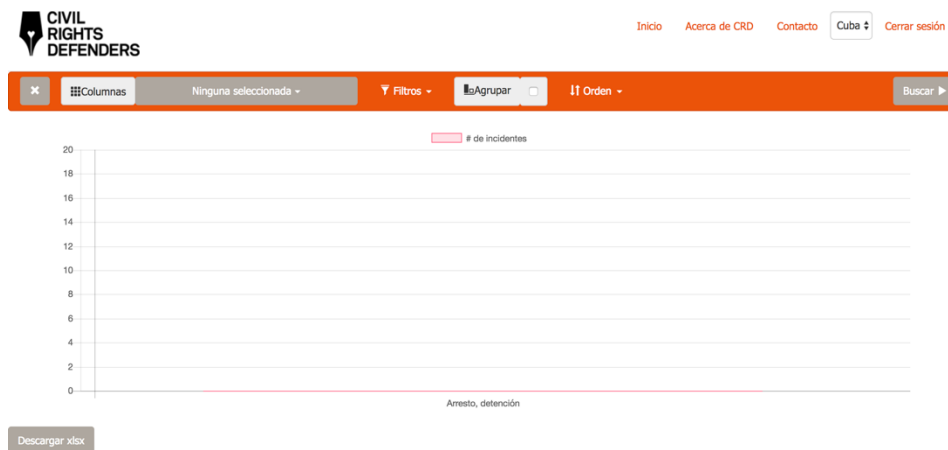 CIVIL
RIGHTS
DEFENDERS
Inicio Acerca de CRD Contacto Cuba Cerrar sesión
Columnas Ninguna seleccionada Filtros Agrupar Orden Buscar
# de incidentes
20
18
16
14
12
10
8
6
4
2
0
Arresto, detención
Descargar xlsx